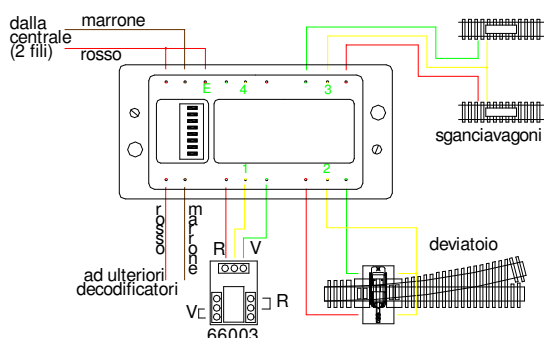 dalla
centrale
(2 fili)
marrone
rosso
E
4
3
sganciavagoni
1
2
rosso
marrone
R
V
deviatoio
ad ulteriori
decodificatori
V
R
66003